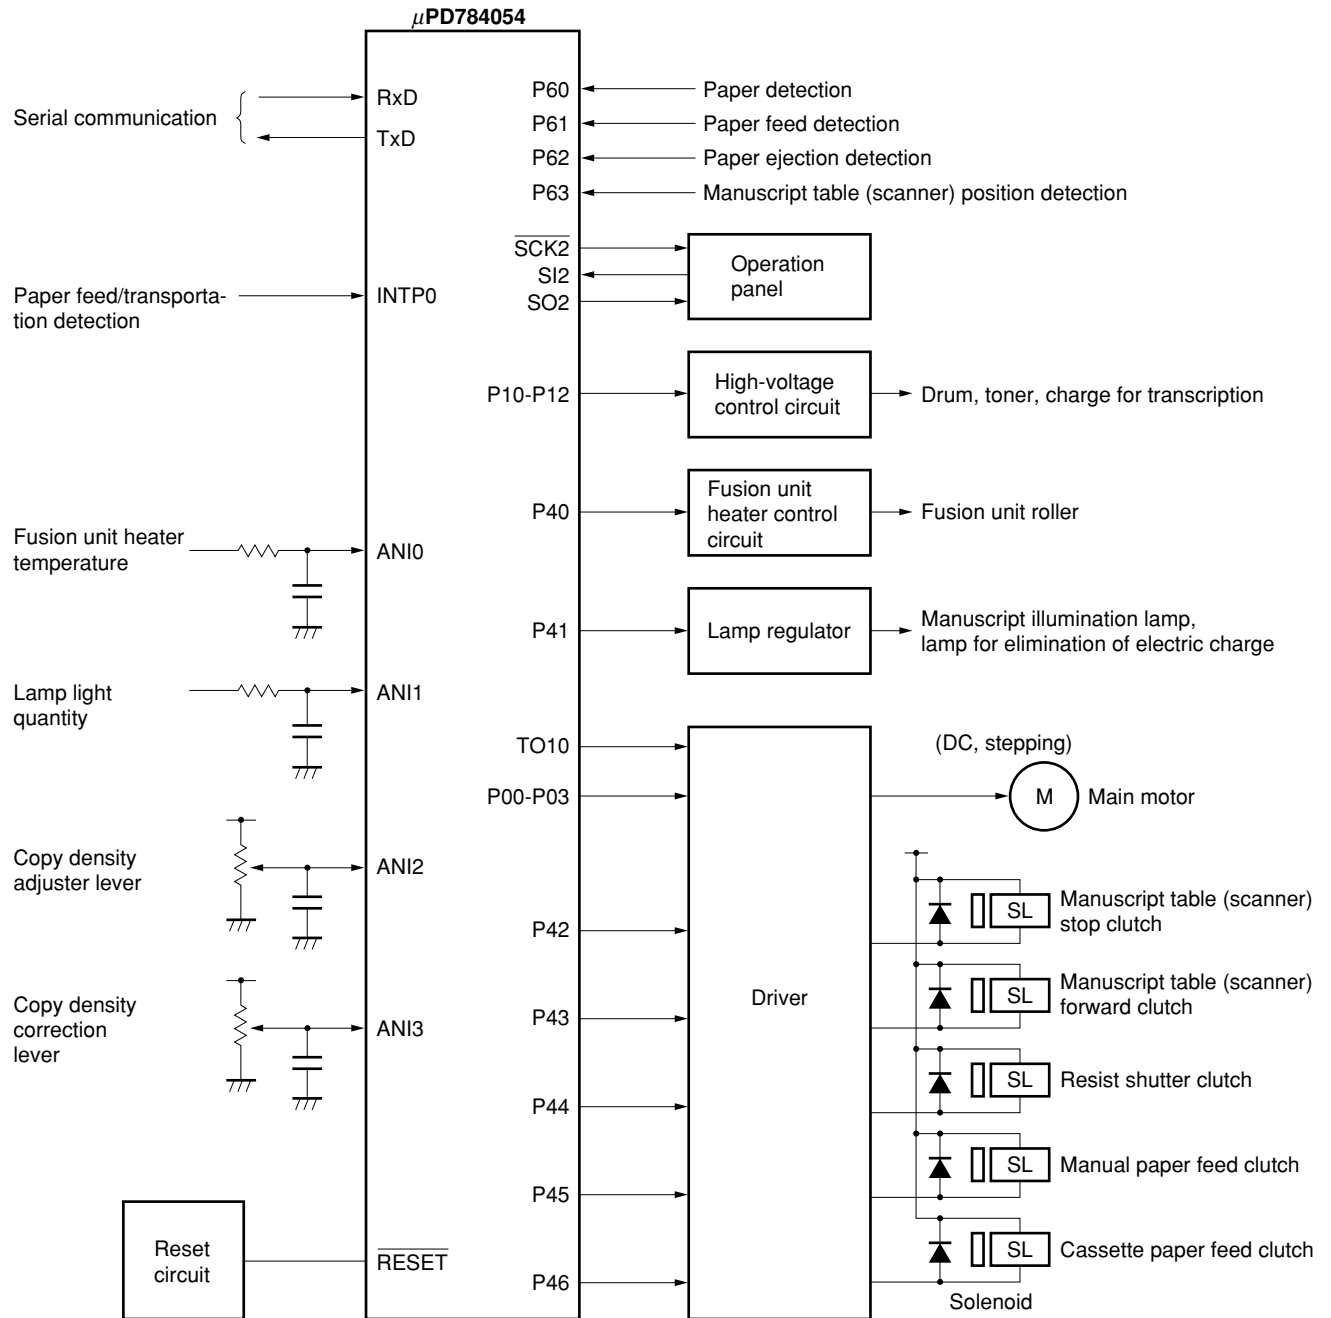 μPD784054
Serial communication
RxD
TxD
P60
Paper detection
P61
Paper feed detection
P62
Paper ejection detection
P63
Manuscript table (scanner) position detection
SCK2
SI2
SO2
Operation
panel
Paper feed/transporta-
tion detection
INTP0
P10-P12
High-voltage
control circuit
Drum, toner, charge for transcription
P40
Fusion unit
heater control
circuit
Fusion unit roller
Fusion unit heater
temperature
ANI0
P41
Lamp regulator
Manuscript illumination lamp,
lamp for elimination of electric charge
Lamp light
quantity
ANI1
TO10
P00-P03
(DC, stepping)
M
Main motor
Copy density
adjuster lever
ANI2
P42
Driver
SL
Manuscript table (scanner)
stop clutch
Copy density
correction
lever
ANI3
P43
SL
Manuscript table (scanner)
forward clutch
P44
SL
Resist shutter clutch
P45
SL
Manual paper feed clutch
Reset
circuit
RESET
P46
SL
Cassette paper feed clutch
Solenoid